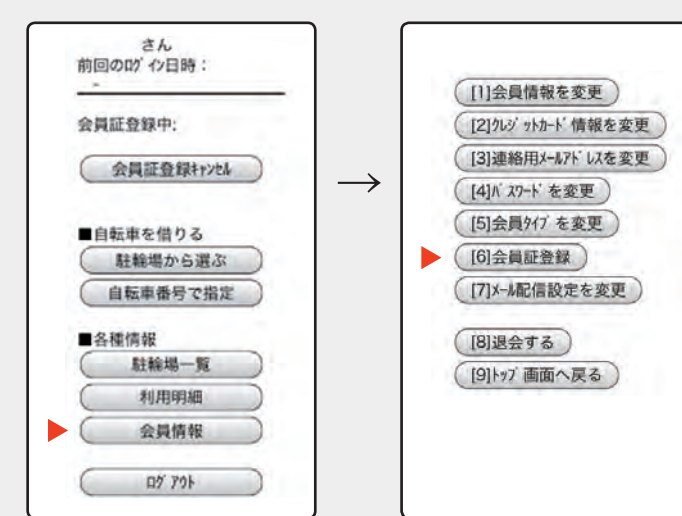 さん
前回のﾛｸﾞｲﾝ日時：
-
会員証登録中:
会員証登録ｷｬﾝｾﾙ
■自転車を借りる
駐輪場から選ぶ
自転車番号で指定
■各種情報
駐輪場一覧
利用明細
会員情報
ﾛｸﾞｱｳﾄ
→
[1]会員情報を変更
[2]ｸﾚｼﾞｯﾄｶｰﾄﾞ情報を変更
[3]連絡用ﾒｰﾙｱﾄﾞﾚｽを変更
[4]ﾊﾟｽﾜｰﾄﾞを変更
[5]会員ﾀｲﾌﾟを変更
[6]会員証登録
[7]ﾒｰﾙ配信設定を変更
[8]退会する
[9]ﾄｯﾌﾟ画面へ戻る